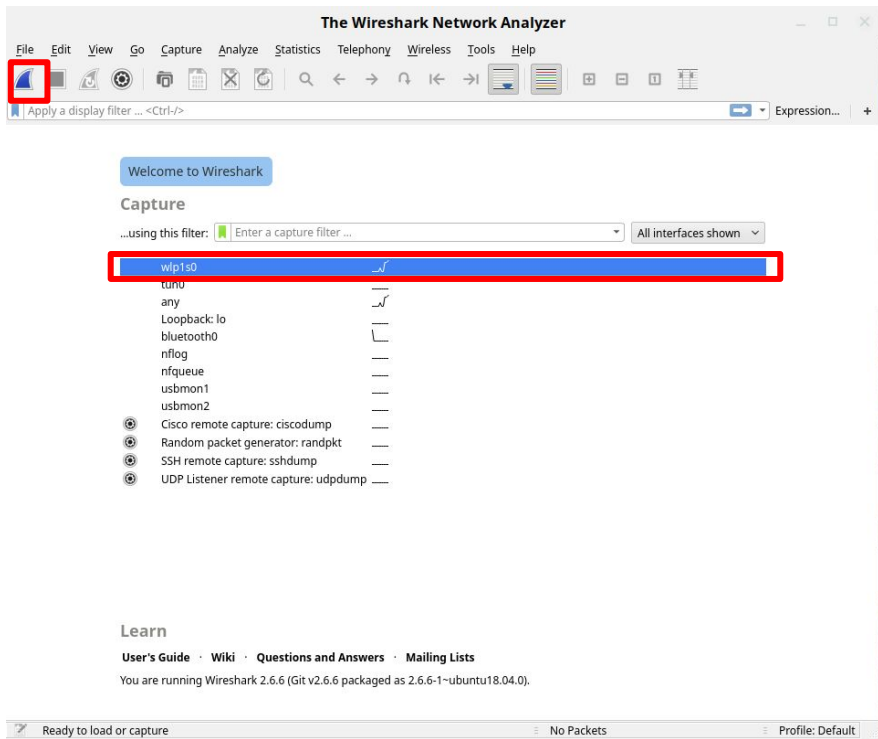 The Wireshark Network Analyzer
File Edit View Go Capture Analyze Statistics Telephony Wireless Tools Help
Apply a display filter ... <Ctrl-/> Expression... +
Welcome to Wireshark
Capture
...using this filter: Enter a capture filter ... All interfaces shown
wlp1s0
tun0
any
Loopback: lo
bluetooth0
nflog
nfqueue
usbmon1
usbmon2
Cisco remote capture: ciscodump
Random packet generator: randpkt
SSH remote capture: sshdump
UDP Listener remote capture: udpdump
Learn
User's Guide · Wiki · Questions and Answers · Mailing Lists
You are running Wireshark 2.6.6 (Git v2.6.6 packaged as 2.6.6-1~ubuntu18.04.0).
Ready to load or capture No Packets Profile: Default